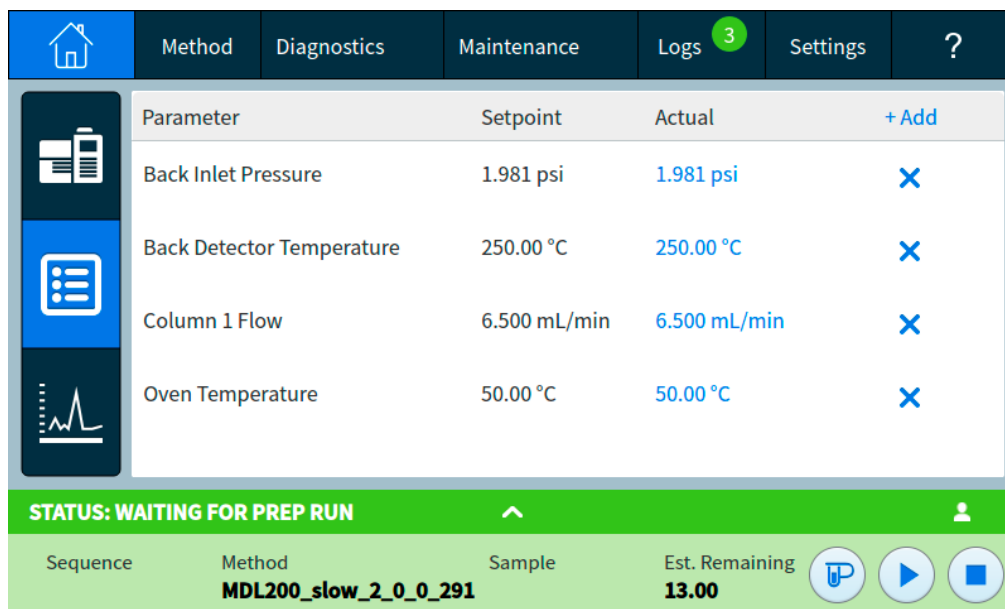 Method Diagnostics Maintenance Logs 3 Settings ?
Parameter Setpoint Actual + Add
Back Inlet Pressure 1.981 psi 1.981 psi
Back Detector Temperature 250.00 °C 250.00 °C
Column 1 Flow 6.500 mL/min 6.500 mL/min
Oven Temperature 50.00 °C 50.00 °C
STATUS: WAITING FOR PREP RUN
Sequence Method Sample Est. Remaining
MDL200_slow_2_0_0_291 13.00